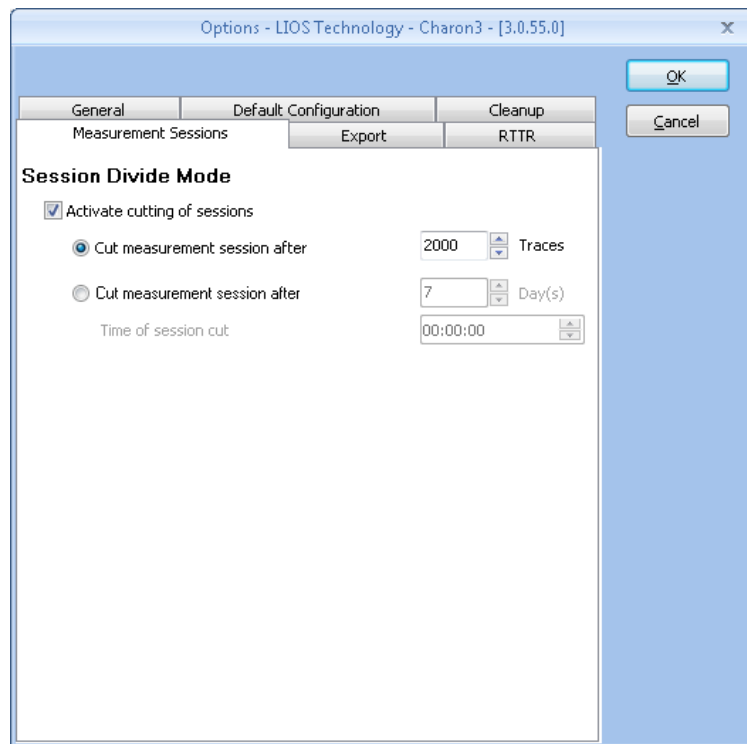 Options - LIOS Technology - Charon3 - [3.0.55.0]
OK
Cancel
General Default Configuration Cleanup
Measurement Sessions Export RTTR
Session Divide Mode
Activate cutting of sessions
Cut measurement session after 2000 Traces
Cut measurement session after 7 Day(s)
Time of session cut 00:00:00